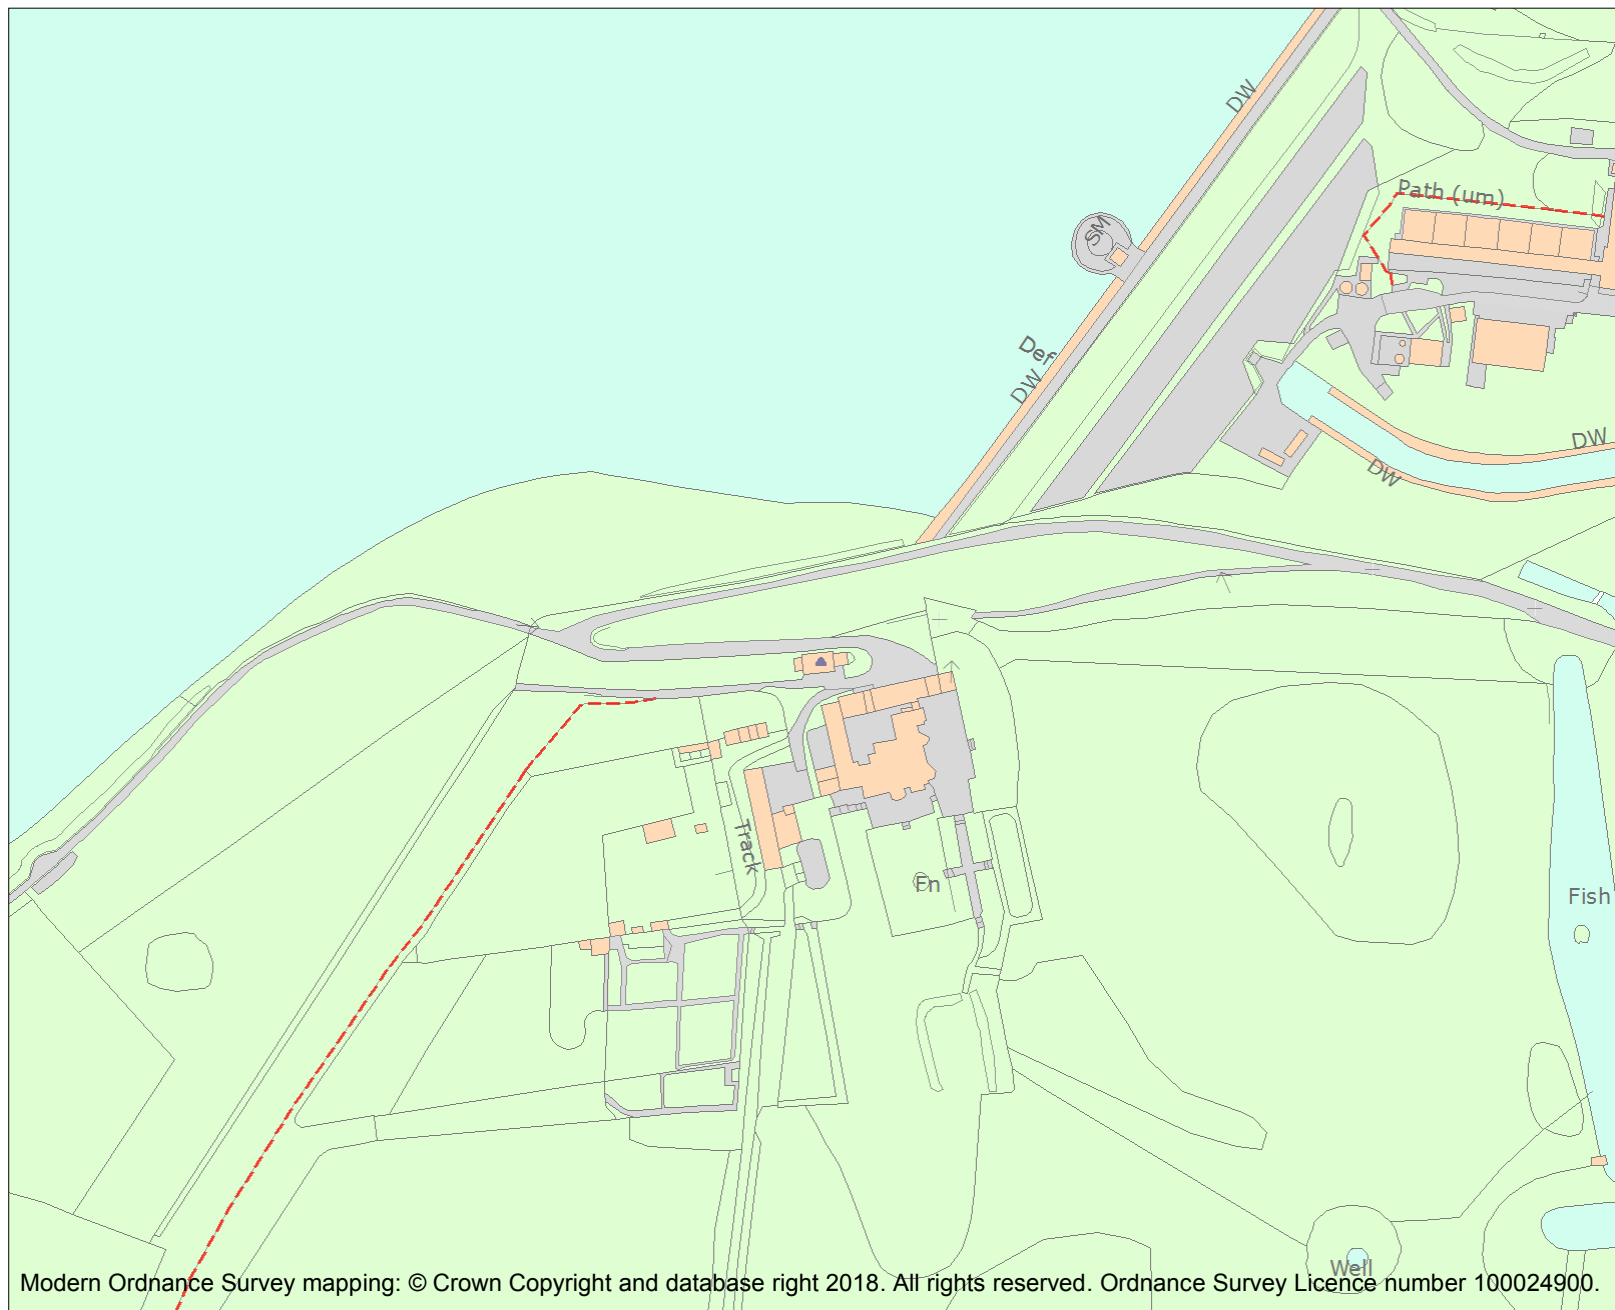 DW
Path (um)
SM
Def
DW
DW
DW
Track
Fn
Fish
Well
Modern Ordnance Survey mapping: © Crown Copyright and database right 2018. All rights reserved. Ordnance Survey Licence number 100024900.